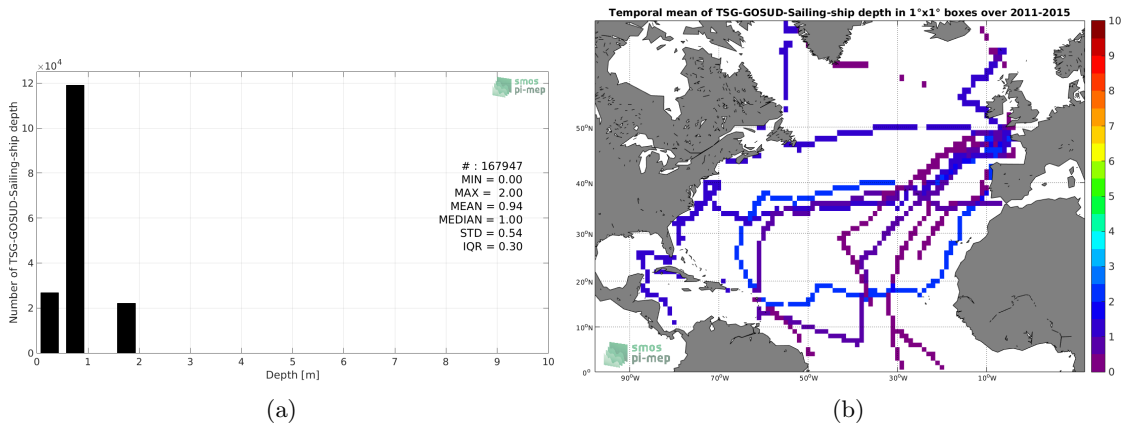 ×10⁴
12
10
8
6
4
2
0
Number of TSG-GOSUD-Sailing-ship depth
smos
pi-mep
# : 167947
MIN = 0.00
MAX = 2.00
MEAN = 0.94
MEDIAN = 1.00
STD = 0.54
IQR = 0.30
0 1 2 3 4 5 6 7 8 9 10
Depth [m]
(a)
Temporal mean of TSG-GOSUD-Sailing-ship depth in 1°x1° boxes over 2011-2015
50°N
40°N
30°N
20°N
10°N
0°
90°W 70°W 50°W 30°W 10°W
smos
pi-mep
10
9
8
7
6
5
4
3
2
1
0
(b)